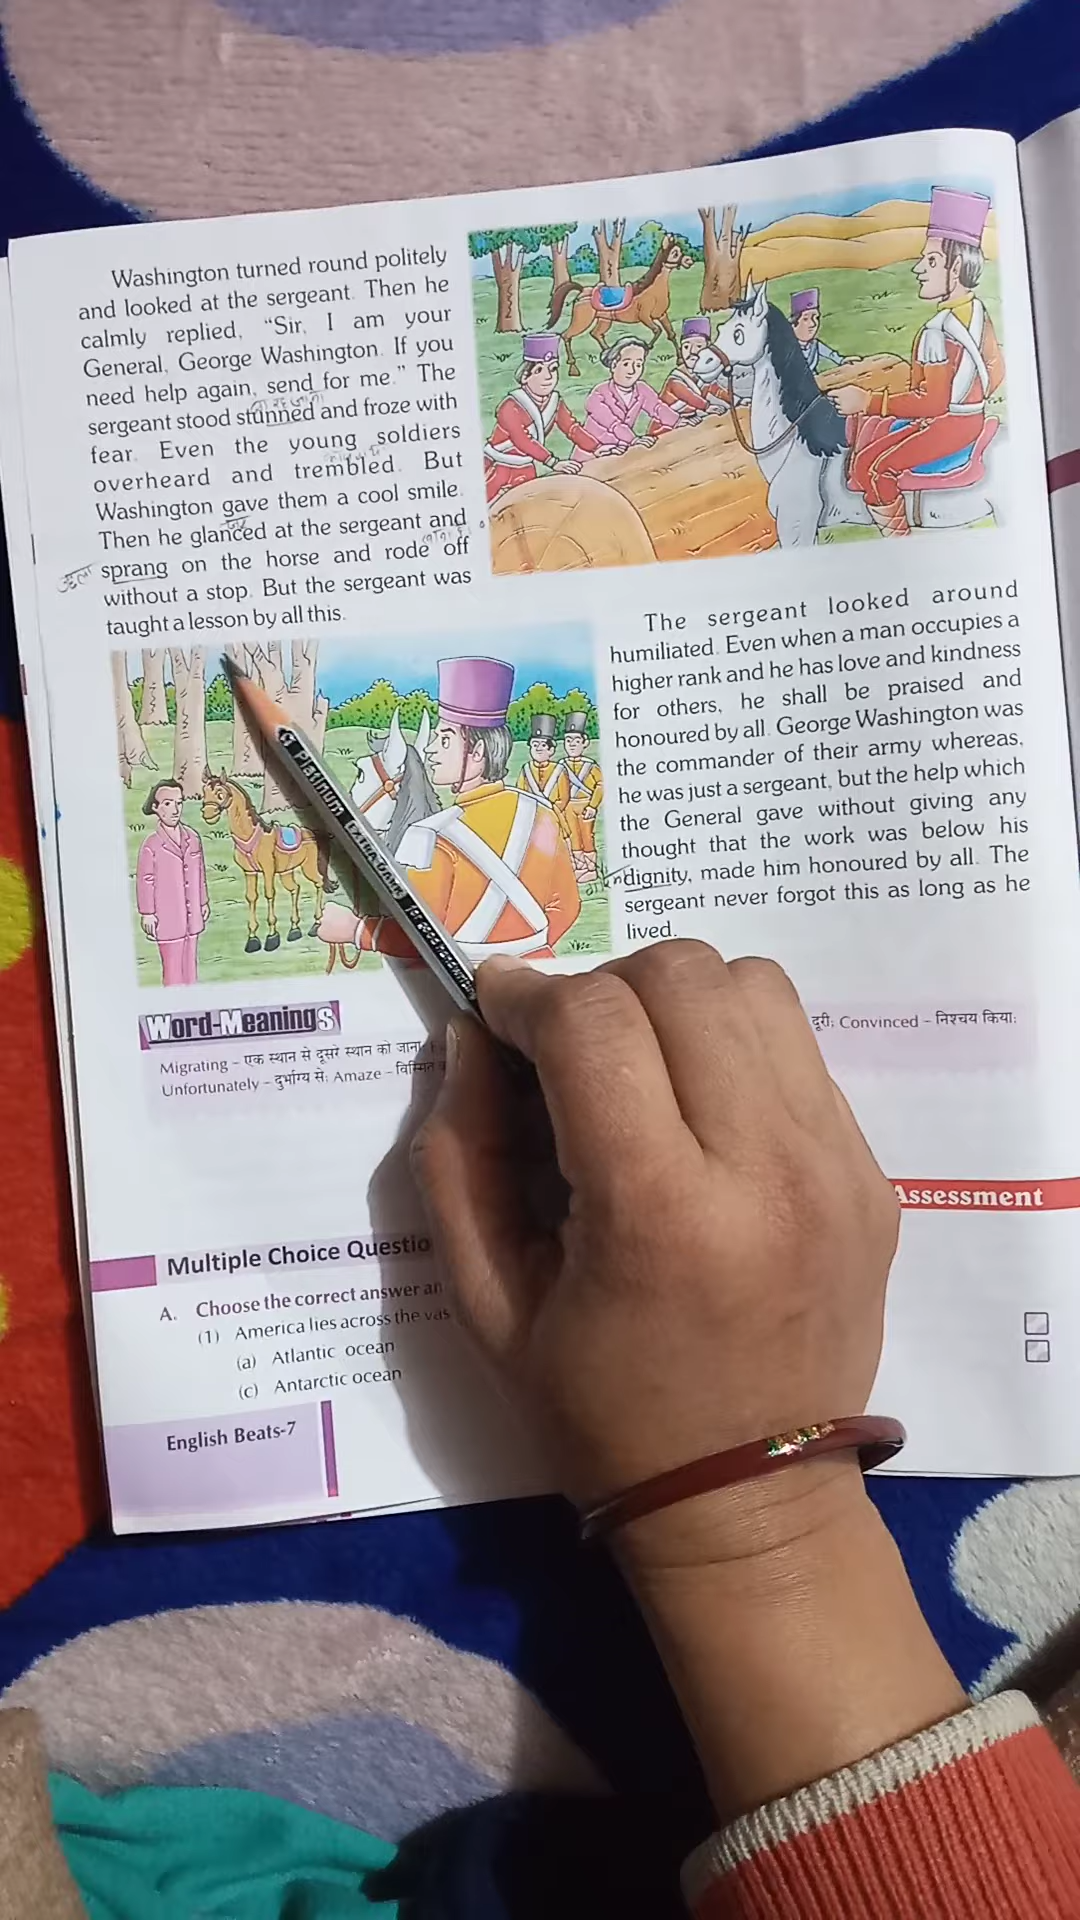 Washington turned round politely
and looked at the sergeant. Then he
calmly replied, “Sir, I am your
General, George Washington. If you
need help again, send for me.” The
sergeant stood stunned and froze with
fear. Even the young soldiers
overheard and trembled. But
Washington gave them a cool smile.
Then he glanced at the sergeant and
sprang on the horse and rode off
without a stop. But the sergeant was
taught a lesson by all this.
The sergeant looked around
humiliated. Even when a man occupies a
higher rank and he has love and kindness
for others, he shall be praised and
honoured by all. George Washington was
the commander of their army whereas,
he was just a sergeant, but the help which
the General gave without giving any
thought that the work was below his
dignity, made him honoured by all. The
sergeant never forgot this as long as he
lived.
Platinum EXTRA DARK
Word-Meanings
Migrating – एक स्थान से दूसरे स्थान को जाना
दूरी; Convinced – निश्चय किया;
Unfortunately – दुर्भाग्य से; Amaze –
Assessment
Multiple Choice Questio
A. Choose the correct answer an
(1) America lies across the vas
(a) Atlantic ocean
(c) Antarctic ocean
English Beats-7